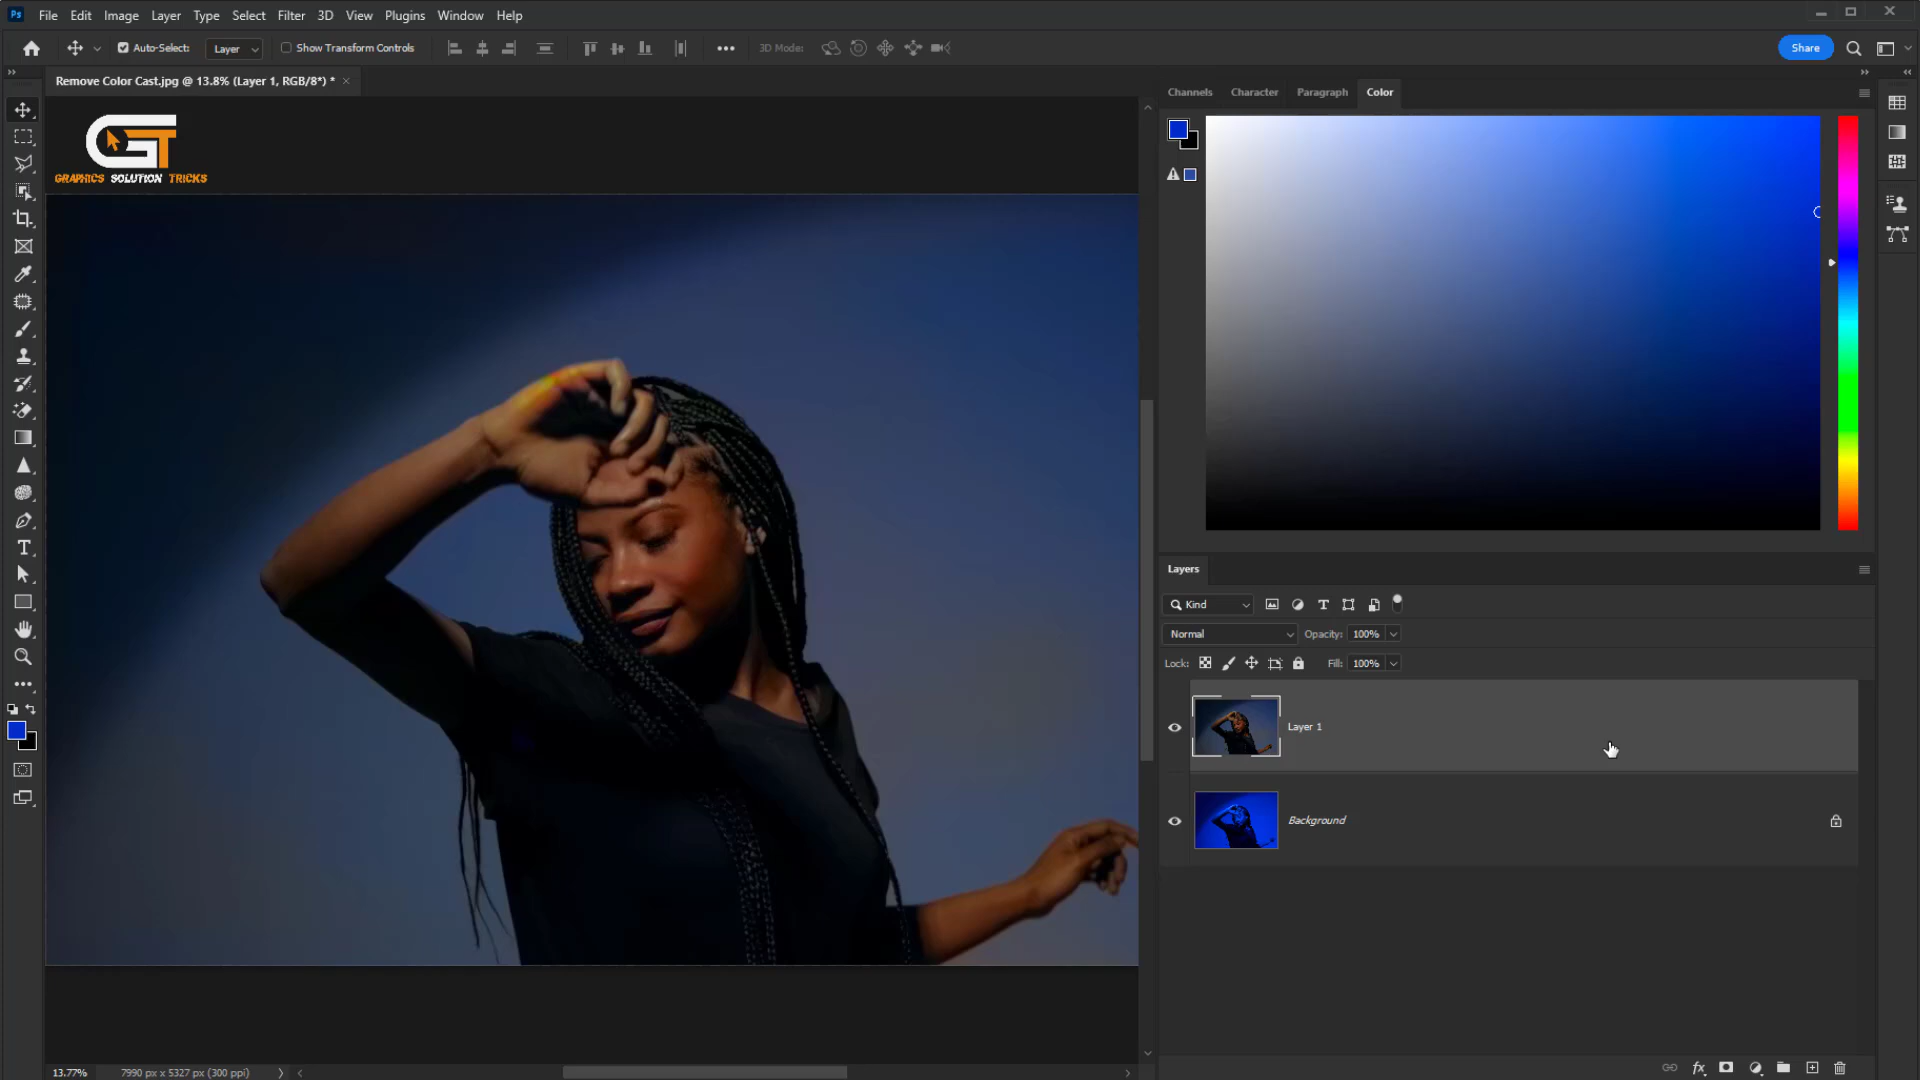 Ps File Edit Image Layer Type Select Filter 3D View Plugins Window Help
Auto-Select: Layer Show Transform Controls 3D Mode: Share
Remove Color Cast.jpg @ 13.8% (Layer 1, RGB/8*) *
GT
GRAPHICS SOLUTION TRICKS
Channels Character Paragraph Color
Layers
Kind
Normal Opacity: 100%
Lock: Fill: 100%
Layer 1
Background
fx
13.77% 7990 px x 5327 px (300 ppi)